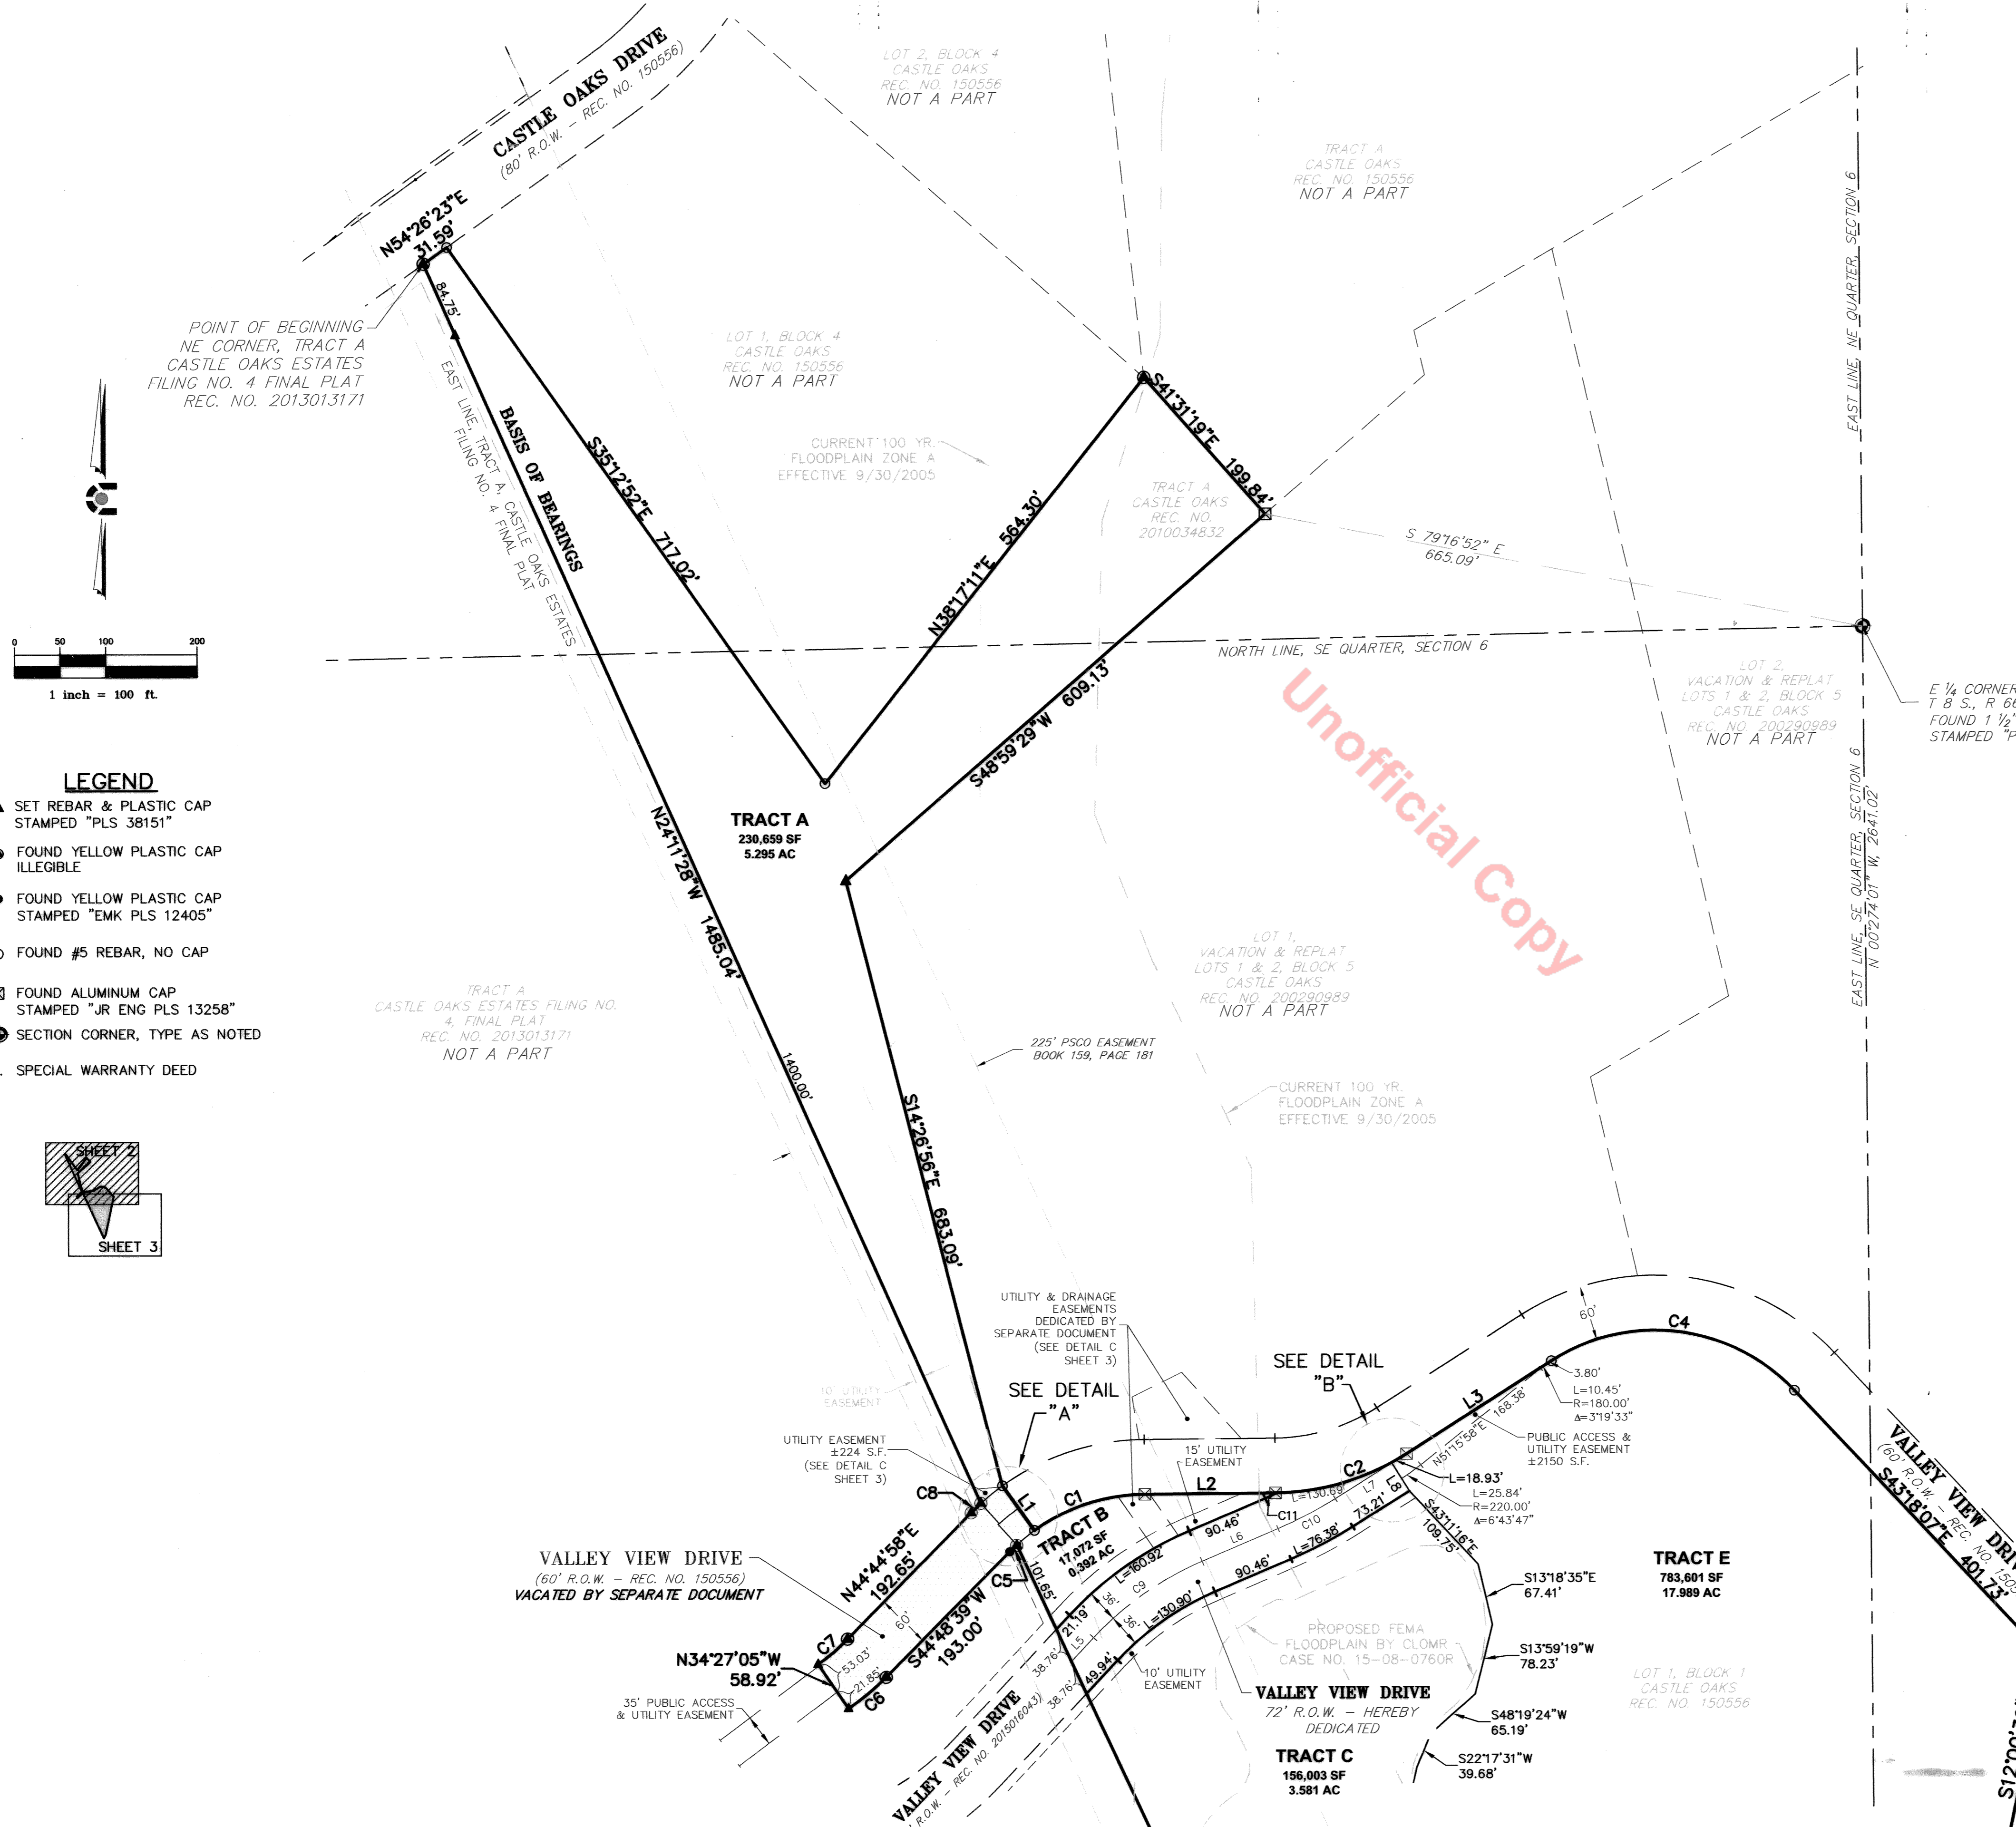 CASTLE OAKS DRIVE
(80' R.O.W. - REC. NO. 150556)
LOT 2, BLOCK 4
CASTLE OAKS
REC. NO. 150556
NOT A PART
TRACT A
CASTLE OAKS
REC. NO. 150556
NOT A PART
EAST LINE, NE QUARTER, SECTION 6
N54°26'23"E
31.59'
84.75'
POINT OF BEGINNING
NE CORNER, TRACT A
CASTLE OAKS ESTATES
FILING NO. 4 FINAL PLAT
REC. NO. 2013013171
LOT 1, BLOCK 4
CASTLE OAKS
REC. NO. 150556
NOT A PART
EAST LINE, TRACT A, CASTLE OAKS ESTATES
FILING NO. 4 FINAL PLAT
BASIS OF BEARINGS
S35°12'52"E 717.02'
CURRENT 100 YR.
FLOODPLAIN ZONE A
EFFECTIVE 9/30/2005
S41°31'19"E 199.84'
N38°17'11"E 564.30'
TRACT A
CASTLE OAKS
REC. NO.
2010034832
S 79°16'52" E
665.09'
0 50 100 200
1 inch = 100 ft.
NORTH LINE, SE QUARTER, SECTION 6
LOT 2,
VACATION & REPLAT
LOTS 1 & 2, BLOCK 5
CASTLE OAKS
REC. NO. 200290989
NOT A PART
E 1/4 CORNER
T 8 S., R 66
FOUND 1 1/2"
STAMPED "P
S48°59'29"W 609.13'
Unofficial Copy
EAST LINE, SE QUARTER, SECTION 6
N 00°27'4'01" W, 2641.02'
LEGEND
SET REBAR & PLASTIC CAP
STAMPED "PLS 38151"
FOUND YELLOW PLASTIC CAP
ILLEGIBLE
FOUND YELLOW PLASTIC CAP
STAMPED "EMK PLS 12405"
FOUND #5 REBAR, NO CAP
FOUND ALUMINUM CAP
STAMPED "JR ENG PLS 13258"
SECTION CORNER, TYPE AS NOTED
SPECIAL WARRANTY DEED
TRACT A
230,659 SF
5.295 AC
N24°11'28"W 1485.04'
1400.00'
TRACT A
CASTLE OAKS ESTATES FILING NO.
4, FINAL PLAT
REC. NO. 2013013171
NOT A PART
LOT 1,
VACATION & REPLAT
LOTS 1 & 2, BLOCK 5
CASTLE OAKS
REC. NO. 200290989
NOT A PART
225' PSCO EASEMENT
BOOK 159, PAGE 181
CURRENT 100 YR.
FLOODPLAIN ZONE A
EFFECTIVE 9/30/2005
S14°26'56"E 683.09'
SHEET 2
SHEET 3
UTILITY & DRAINAGE
EASEMENTS
DEDICATED BY
SEPARATE DOCUMENT
(SEE DETAIL C
SHEET 3)
SEE DETAIL
"A"
SEE DETAIL
"B"
10' UTILITY
EASEMENT
UTILITY EASEMENT
±224 S.F.
(SEE DETAIL C
SHEET 3)
15' UTILITY
EASEMENT
60'
C4
3.80'
L=10.45'
R=180.00'
Δ=3°19'33"
L3
N51°15'58"E 168.38'
PUBLIC ACCESS &
UTILITY EASEMENT
±2150 S.F.
L=18.93'
L=25.84'
R=220.00'
Δ=6°43'47"
C8
L1
C1
L2
C2
L=130.69'
L7
L8
C11
TRACT B
17,072 SF
0.392 AC
C5
101.65'
L=160.92'
90.46'
L6
C10
73.21'
L=76.38'
90.46'
C9
36'
36'
L=130.90'
21.19'
L5
38.76'
38.76'
49.94'
S43°11'16"E
109.75'
VALLEY VIEW DRIVE
(60' R.O.W. - REC. NO. 150556)
VACATED BY SEPARATE DOCUMENT
N44°44'58"E
192.65'
60'
S44°48'39"W
193.00'
C7
53.03'
21.85'
C6
N34°27'05"W
58.92'
35' PUBLIC ACCESS
& UTILITY EASEMENT
VALLEY VIEW DRIVE
' R.O.W. - REC. NO. 2015016043)
10' UTILITY
EASEMENT
PROPOSED FEMA
FLOODPLAIN BY CLOMR
CASE NO. 15-08-0760R
VALLEY VIEW DRIVE
72' R.O.W. - HEREBY
DEDICATED
TRACT C
156,003 SF
3.581 AC
TRACT E
783,601 SF
17.989 AC
S13°18'35"E
67.41'
S13°59'19"W
78.23'
S48°19'24"W
65.19'
S22°17'31"W
39.68'
LOT 1, BLOCK 1
CASTLE OAKS
REC. NO. 150556
VALLEY VIEW DRIV
(60' R.O.W. - REC. NO. 1505
S43°18'07"E 401.73'